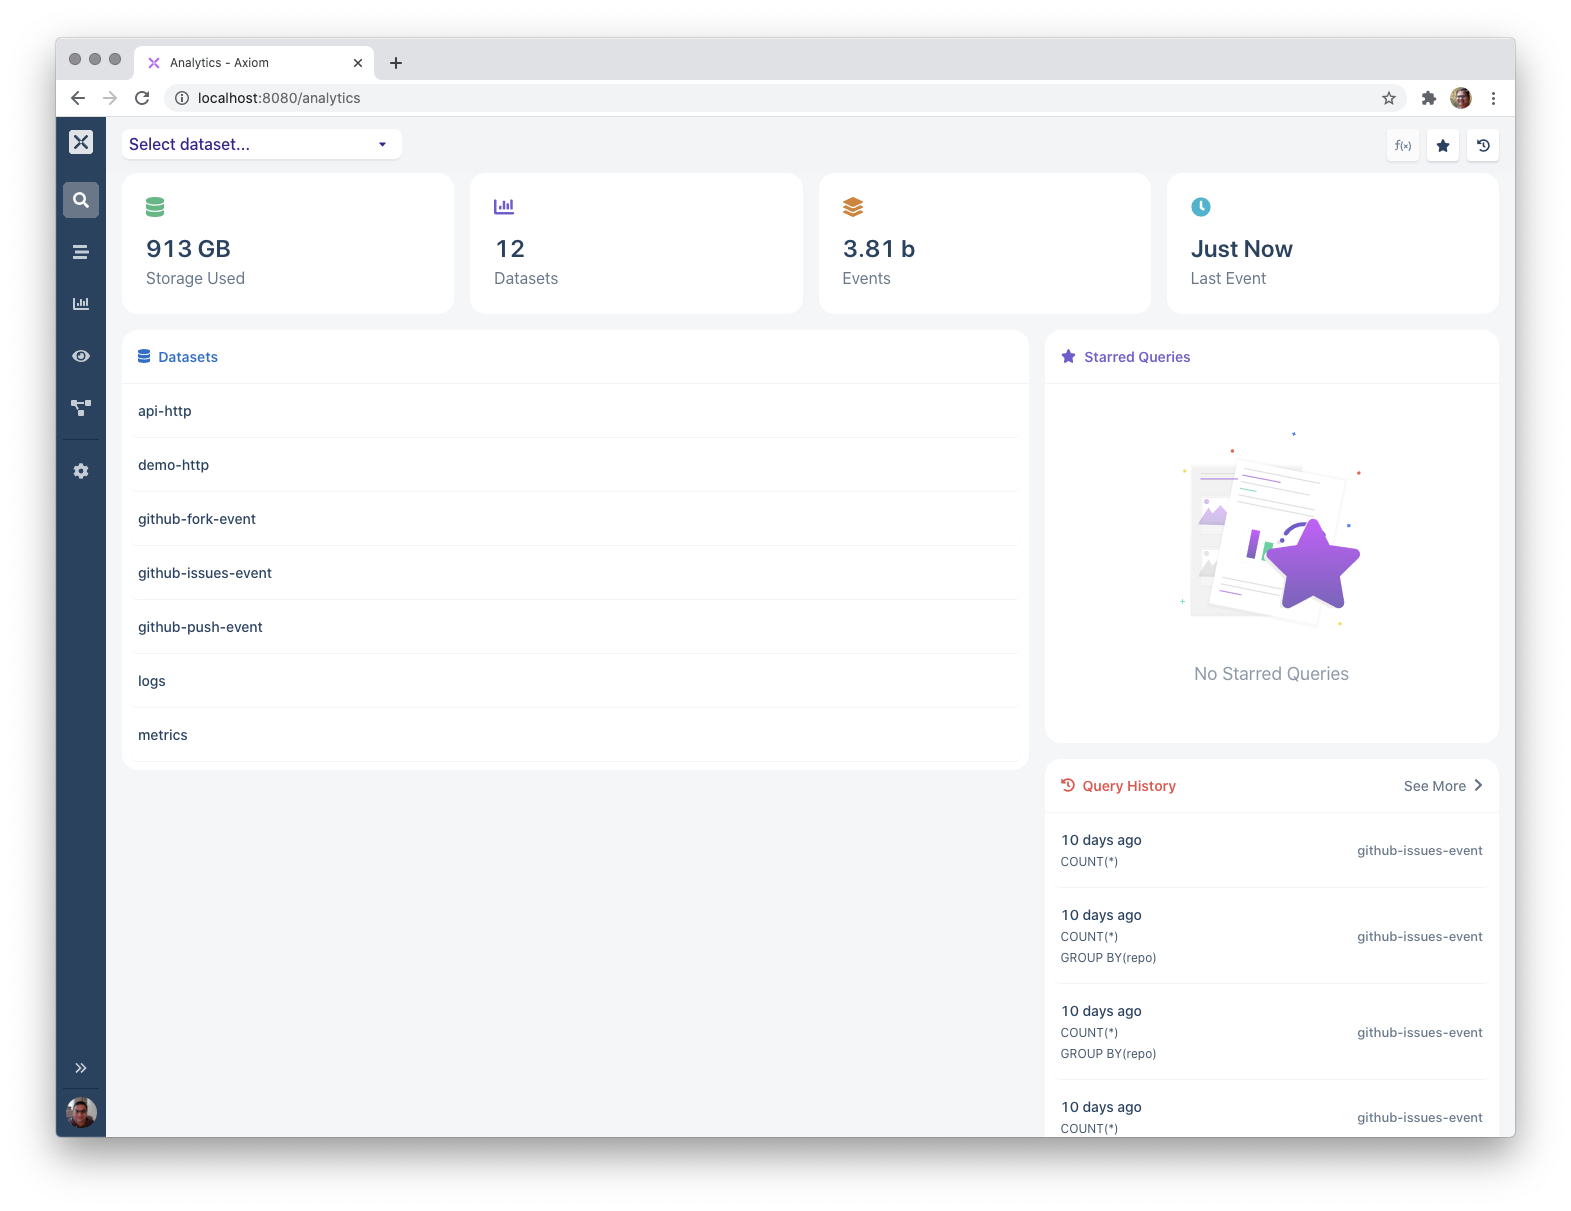 Analytics - Axiom
localhost:8080/analytics
Select dataset...
f(x)
913 GB
Storage Used
12
Datasets
3.81 b
Events
Just Now
Last Event
Datasets
api-http
demo-http
github-fork-event
github-issues-event
github-push-event
logs
metrics
Starred Queries
No Starred Queries
Query History
See More
10 days ago
COUNT(*)
github-issues-event
10 days ago
COUNT(*)
GROUP BY(repo)
github-issues-event
10 days ago
COUNT(*)
GROUP BY(repo)
github-issues-event
10 days ago
COUNT(*)
github-issues-event